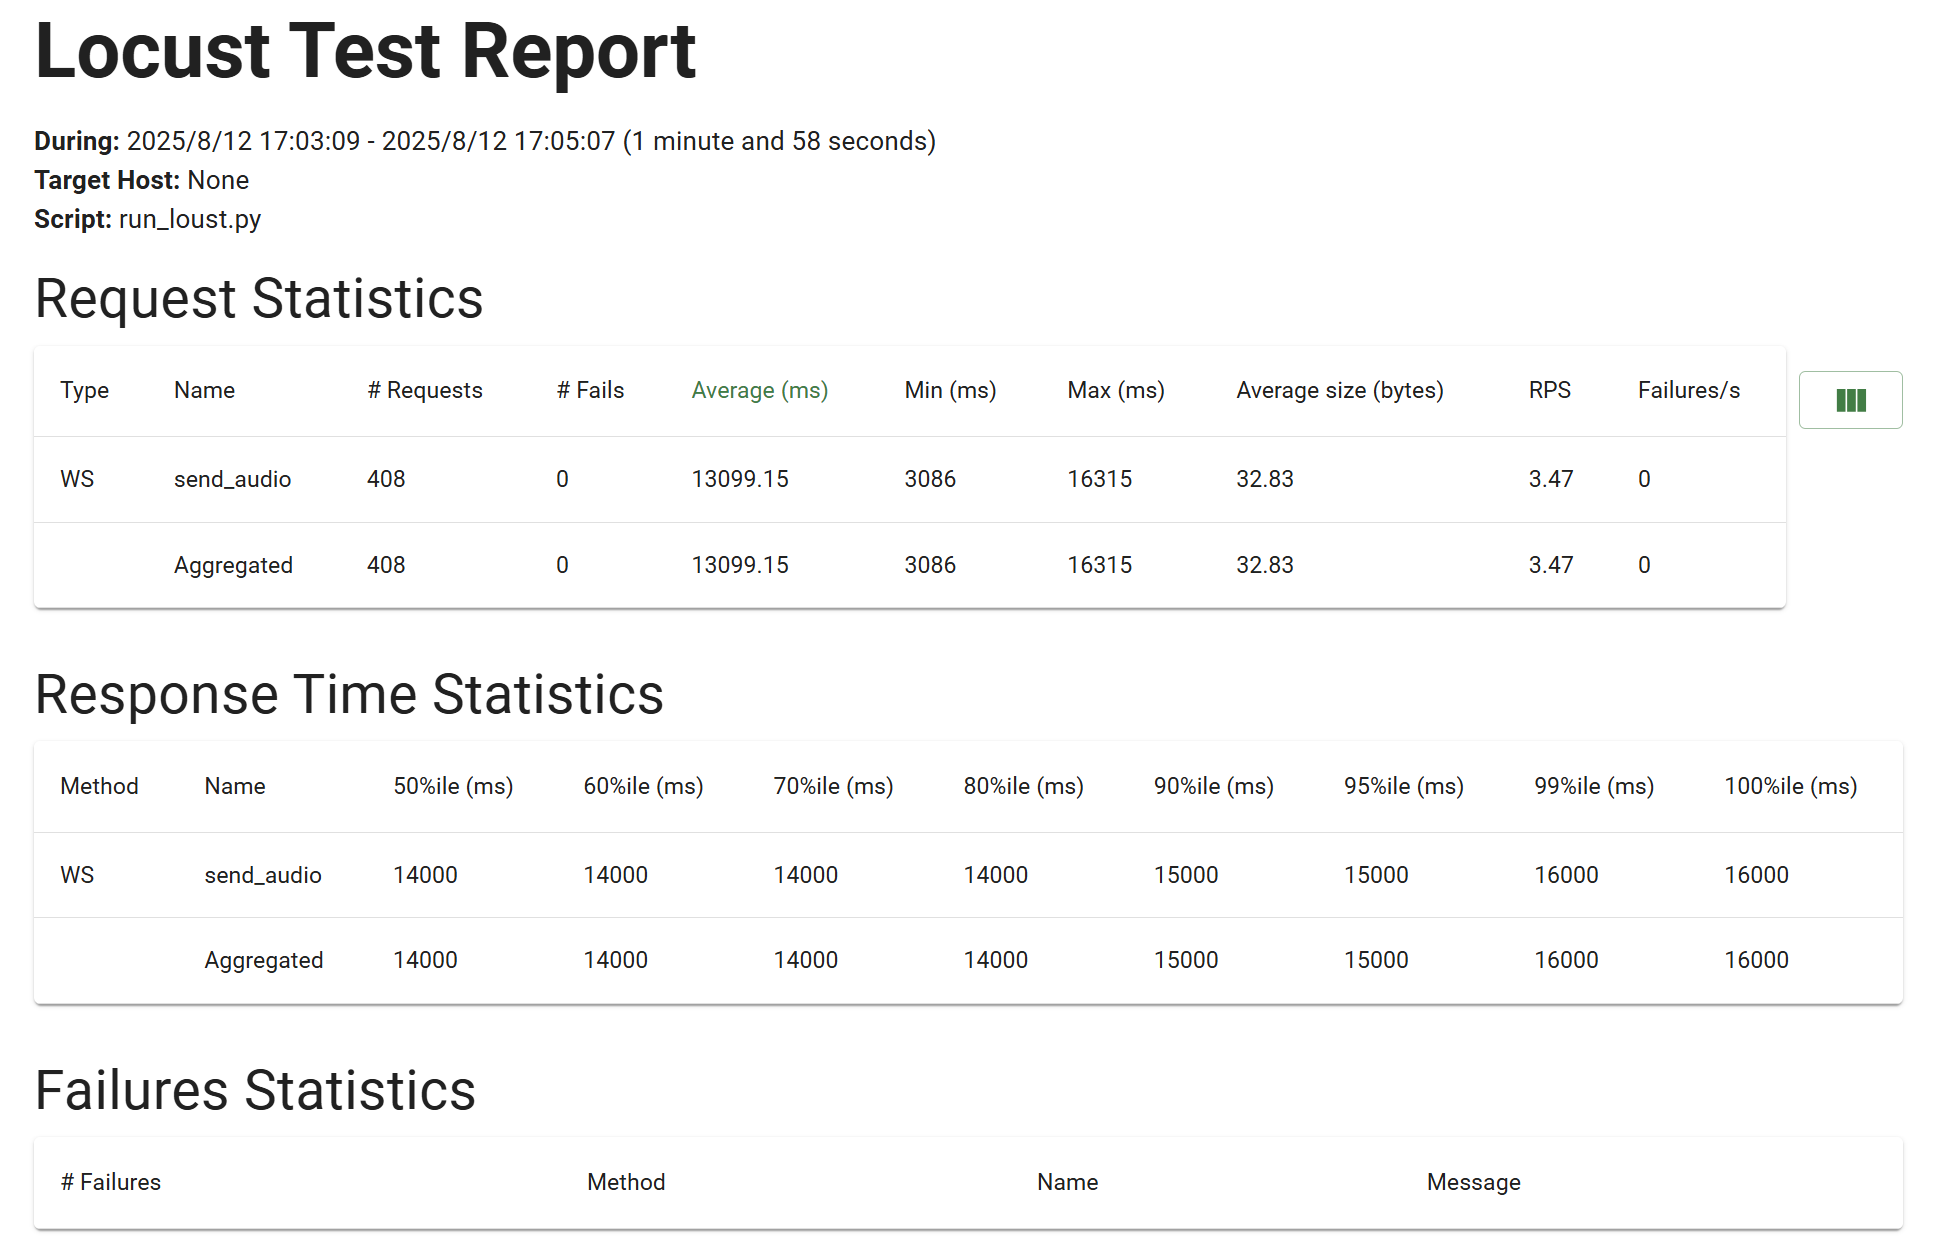 Locust Test Report
During: 2025/8/12 17:03:09 - 2025/8/12 17:05:07 (1 minute and 58 seconds)
Target Host: None
Script: run_loust.py
Request Statistics
Type Name # Requests # Fails Average (ms) Min (ms) Max (ms) Average size (bytes) RPS Failures/s
WS send_audio 408 0 13099.15 3086 16315 32.83 3.47 0
Aggregated 408 0 13099.15 3086 16315 32.83 3.47 0
Response Time Statistics
Method Name 50%ile (ms) 60%ile (ms) 70%ile (ms) 80%ile (ms) 90%ile (ms) 95%ile (ms) 99%ile (ms) 100%ile (ms)
WS send_audio 14000 14000 14000 14000 15000 15000 16000 16000
Aggregated 14000 14000 14000 14000 15000 15000 16000 16000
Failures Statistics
# Failures Method Name Message